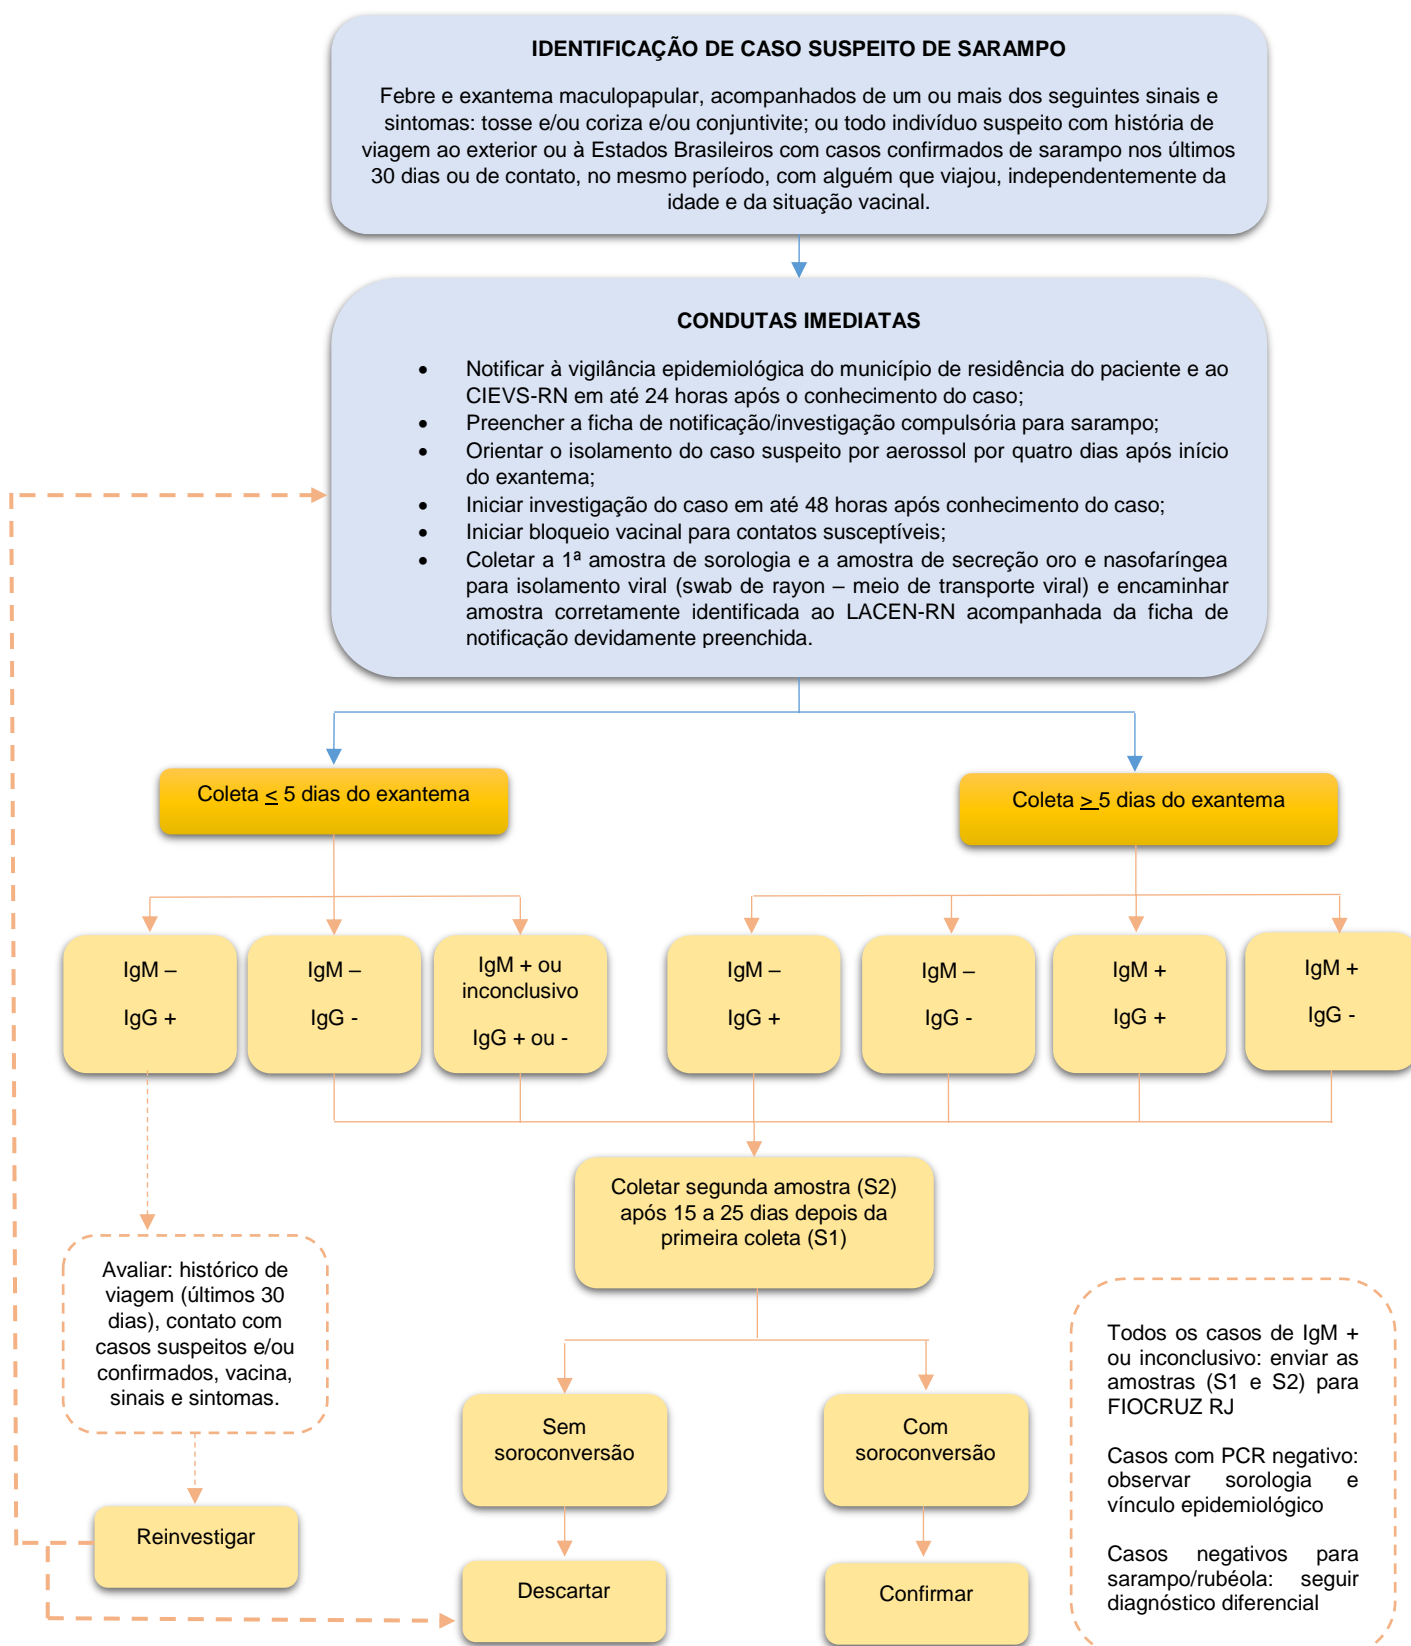 IDENTIFICAÇÃO DE CASO SUSPEITO DE SARAMPO
Febre e exantema maculopapular, acompanhados de um ou mais dos seguintes sinais e
sintomas: tosse e/ou coriza e/ou conjuntivite; ou todo indivíduo suspeito com história de
viagem ao exterior ou à Estados Brasileiros com casos confirmados de sarampo nos últimos
30 dias ou de contato, no mesmo período, com alguém que viajou, independentemente da
idade e da situação vacinal.
CONDUTAS IMEDIATAS
• Notificar à vigilância epidemiológica do município de residência do paciente e ao
CIEVS-RN em até 24 horas após o conhecimento do caso;
• Preencher a ficha de notificação/investigação compulsória para sarampo;
• Orientar o isolamento do caso suspeito por aerossol por quatro dias após início
do exantema;
• Iniciar investigação do caso em até 48 horas após conhecimento do caso;
• Iniciar bloqueio vacinal para contatos susceptíveis;
• Coletar a 1ª amostra de sorologia e a amostra de secreção oro e nasofaríngea
para isolamento viral (swab de rayon – meio de transporte viral) e encaminhar
amostra corretamente identificada ao LACEN-RN acompanhada da ficha de
notificação devidamente preenchida.
Coleta < 5 dias do exantema
Coleta > 5 dias do exantema
IgM –
IgG +
IgM –
IgG -
IgM + ou
inconclusivo
IgG + ou -
IgM –
IgG +
IgM –
IgG -
IgM +
IgG +
IgM +
IgG -
Coletar segunda amostra (S2)
após 15 a 25 dias depois da
primeira coleta (S1)
Avaliar: histórico de
viagem (últimos 30
dias), contato com
casos suspeitos e/ou
confirmados, vacina,
sinais e sintomas.
Reinvestigar
Sem
soroconversão
Com
soroconversão
Descartar
Confirmar
Todos os casos de IgM +
ou inconclusivo: enviar as
amostras (S1 e S2) para
FIOCRUZ RJ
Casos com PCR negativo:
observar sorologia e
vínculo epidemiológico
Casos negativos para
sarampo/rubéola: seguir
diagnóstico diferencial